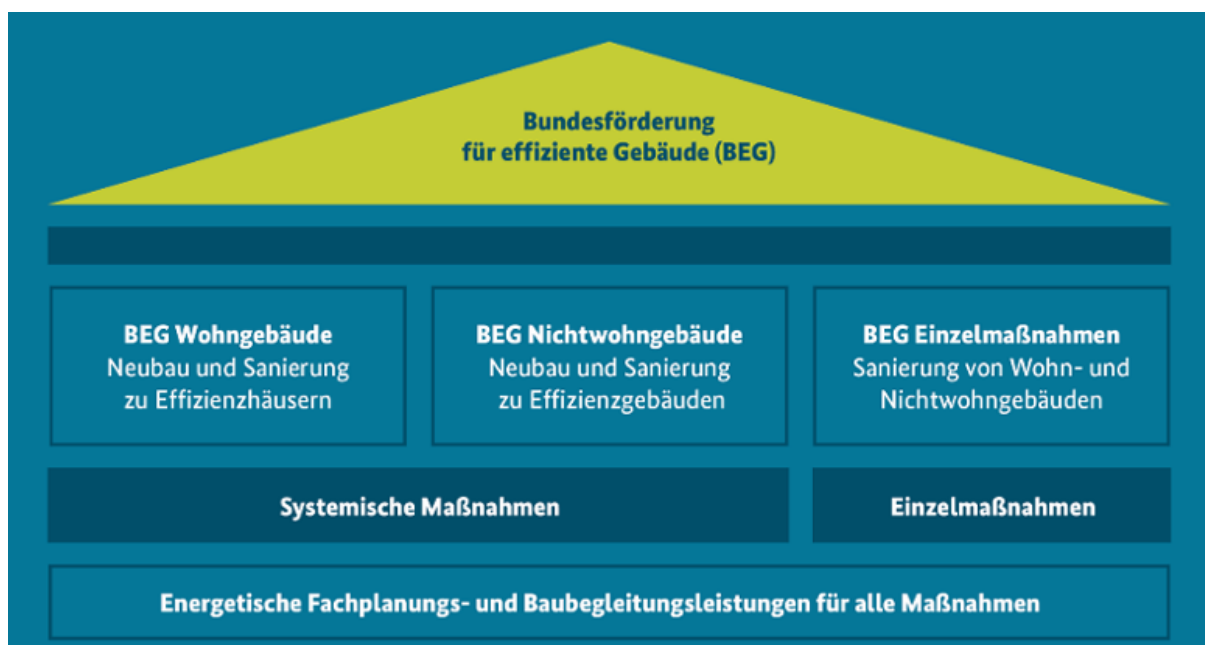 Bundesförderung
für effiziente Gebäude (BEG)
BEG Wohngebäude
Neubau und Sanierung
zu Effizienzhäusern
BEG Nichtwohngebäude
Neubau und Sanierung
zu Effizienzgebäuden
BEG Einzelmaßnahmen
Sanierung von Wohn- und
Nichtwohngebäuden
Systemische Maßnahmen
Einzelmaßnahmen
Energetische Fachplanungs- und Baubegleitungsleistungen für alle Maßnahmen